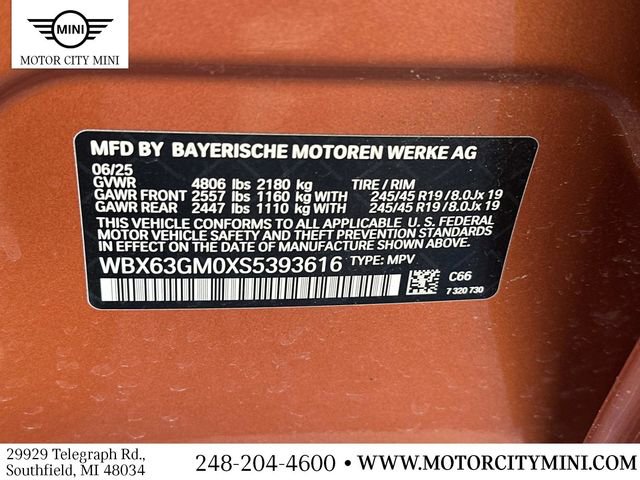 MINI
MOTOR CITY MINI
MFD BY BAYERISCHE MOTOREN WERKE AG
06/25
GVWR 4806 lbs 2180 kg TIRE / RIM
GAWR FRONT 2557 lbs 1160 kg WITH 245/45 R19 / 8.0Jx 19
GAWR REAR 2447 lbs 1110 kg WITH 245/45 R19 / 8.0Jx 19
THIS VEHICLE CONFORMS TO ALL APPLICABLE U.S. FEDERAL
MOTOR VEHICLE SAFETY AND THEFT PREVENTION STANDARDS
IN EFFECT ON THE DATE OF MANUFACTURE SHOWN ABOVE.
WBX63GM0XS5393616 TYPE: MPV
C66
7 320 730
29929 Telegraph Rd.,
Southfield, MI 48034
248-204-4600 • WWW.MOTORCITYMINI.COM